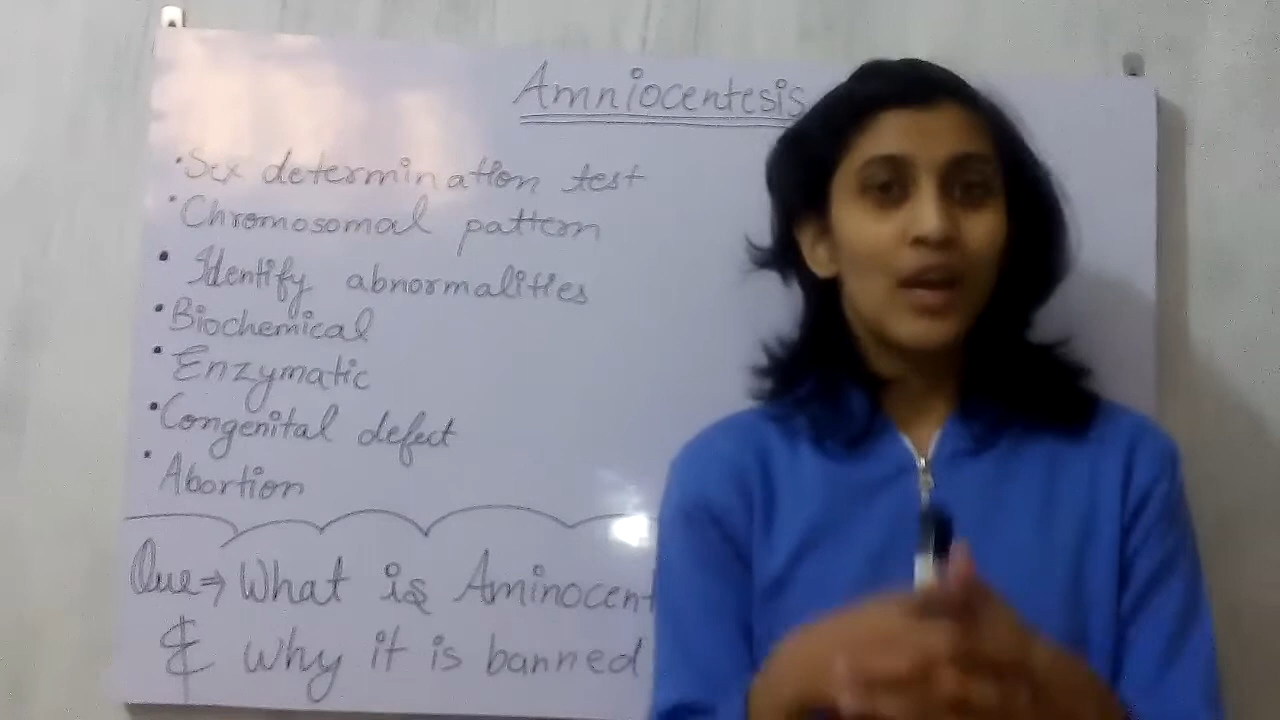 Amniocentesis
• Sex determination test
• Chromosomal pattern
• Identify abnormalities
• Biochemical
• Enzymatic
• Congenital defect
• Abortion
Que ⇒ What is Aminocent
& why it is banned